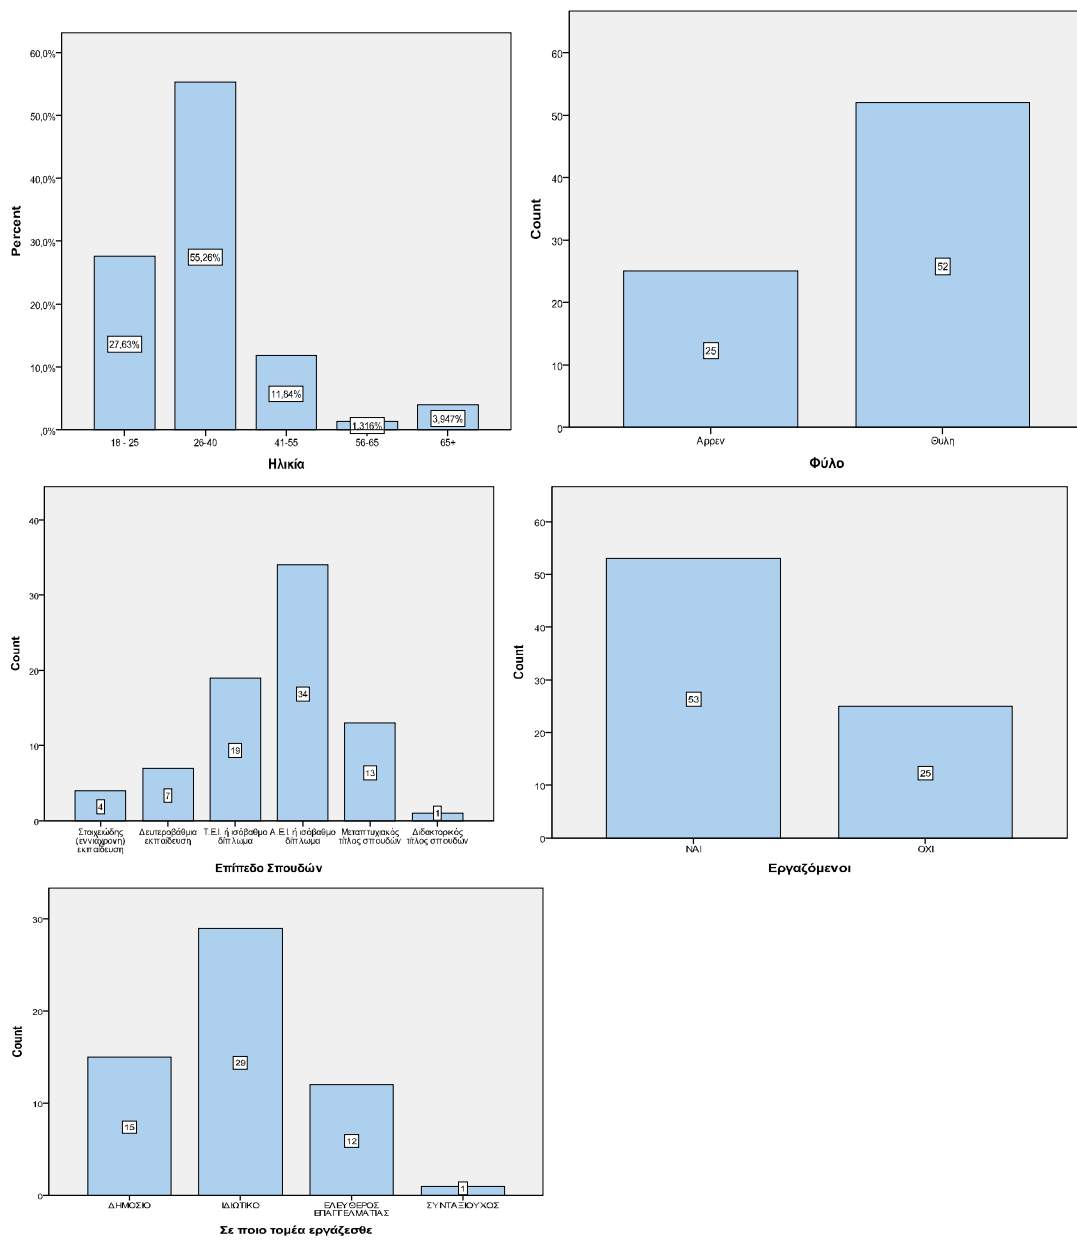 60,0%
50,0%
40,0%
30,0%
20,0%
10,0%
,0%
Percent
27,63%
55,26%
11,84%
1,316%
3,947%
18 - 25
26-40
41-55
56-65
65+
Ηλικία
60
50
40
30
20
10
0
Count
25
52
Αρρεν
Θυλη
Φύλο
40
30
20
10
0
Count
4
7
19
34
13
1
Στοιχειώδης
(εννιάχρονη)
εκπαίδευση
Δευτεροβάθμια
εκπαίδευση
Τ.Ε.Ι. ή ισόβαθμο
δίπλωμα
Α.Ε.Ι. ή ισόβαθμο
δίπλωμα
Μεταπτυχιακός
τίτλος σπουδών
Διδακτορικός
τίτλος σπουδών
Επίπεδο Σπουδών
60
50
40
30
20
10
0
Count
53
25
ΝΑΙ
ΟΧΙ
Εργαζόμενοι
30
20
10
0
Count
15
29
12
1
ΔΗΜΟΣΙΟ
ΙΔΙΩΤΙΚΟ
ΕΛΕΥΘΕΡΟΣ
ΕΠΑΓΓΕΛΜΑΤΙΑΣ
ΣΥΝΤΑΞΙΟΥΧΟΣ
Σε ποιο τομέα εργάζεσθε